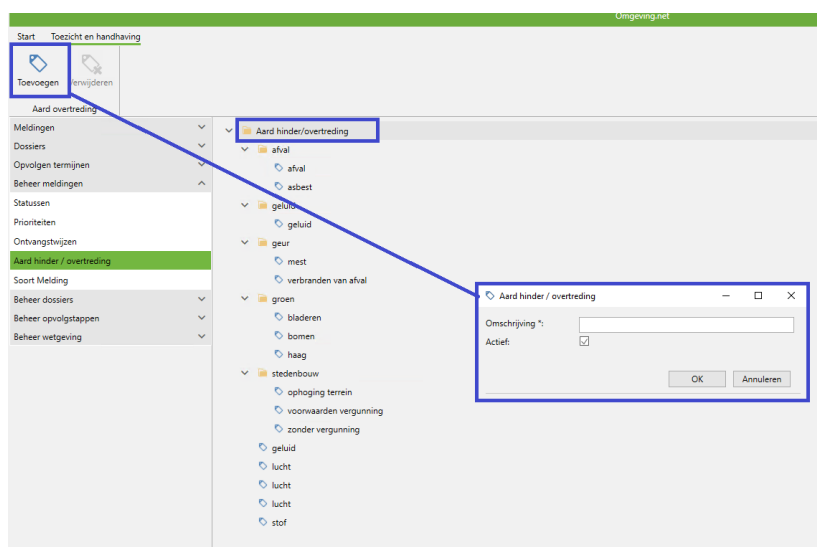 Omgeving.net
Start Toezicht en handhaving
Toevoegen Verwijderen
Aard overtreding
Meldingen
Dossiers
Opvolgen termijnen
Beheer meldingen
Statussen
Prioriteiten
Ontvangstwijzen
Aard hinder / overtreding
Soort Melding
Beheer dossiers
Beheer opvolgstappen
Beheer wetgeving
Aard hinder/overtreding
afval
afval
asbest
geluid
geluid
geur
mest
verbranden van afval
groen
bladeren
bomen
haag
stedenbouw
ophoging terrein
voorwaarden vergunning
zonder vergunning
geluid
lucht
lucht
lucht
stof
Aard hinder / overtreding
Omschrijving *:
Actief:
OK Annuleren